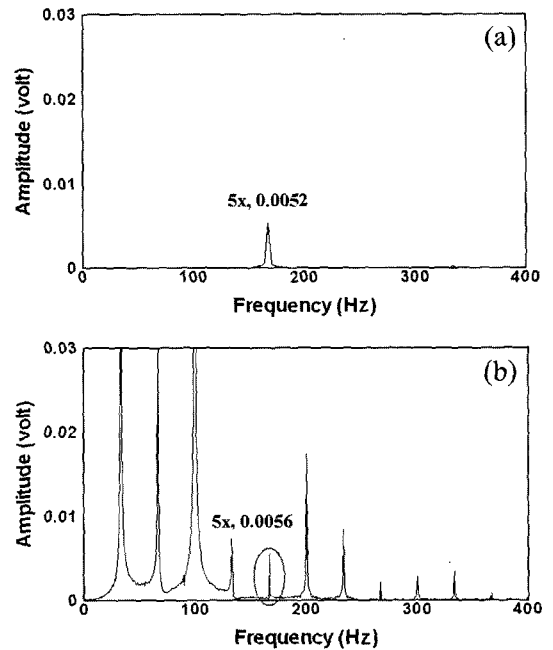 (a)
0.03
0.02
0.01
0
Amplitude (volt)
5x, 0.0052
0 100 200 300 400
Frequency (Hz)
(b)
0.03
0.02
0.01
0
Amplitude (volt)
5x, 0.0056
0 100 200 300 400
Frequency (Hz)